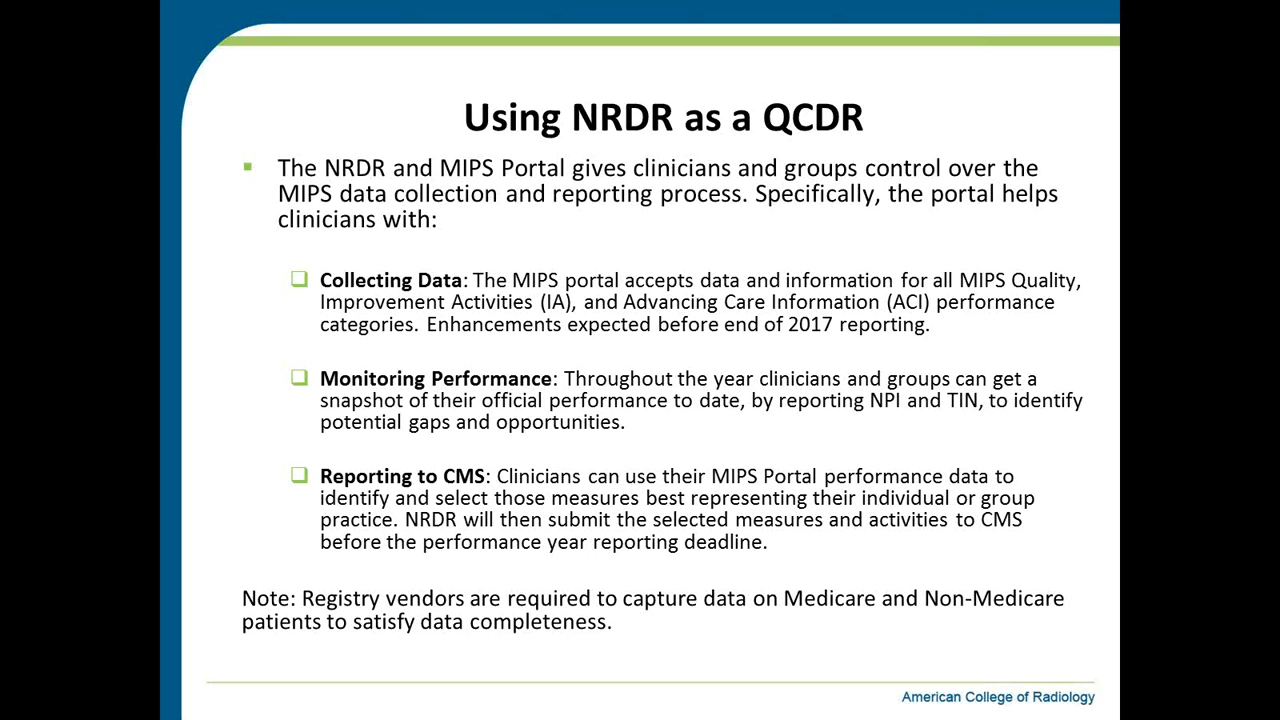 Using NRDR as a QCDR
The NRDR and MIPS Portal gives clinicians and groups control over the
MIPS data collection and reporting process. Specifically, the portal helps
clinicians with:
Collecting Data: The MIPS portal accepts data and information for all MIPS Quality,
Improvement Activities (IA), and Advancing Care Information (ACI) performance
categories. Enhancements expected before end of 2017 reporting.
Monitoring Performance: Throughout the year clinicians and groups can get a
snapshot of their official performance to date, by reporting NPI and TIN, to identify
potential gaps and opportunities.
Reporting to CMS: Clinicians can use their MIPS Portal performance data to
identify and select those measures best representing their individual or group
practice. NRDR will then submit the selected measures and activities to CMS
before the performance year reporting deadline.
Note: Registry vendors are required to capture data on Medicare and Non-Medicare
patients to satisfy data completeness.
American College of Radiology